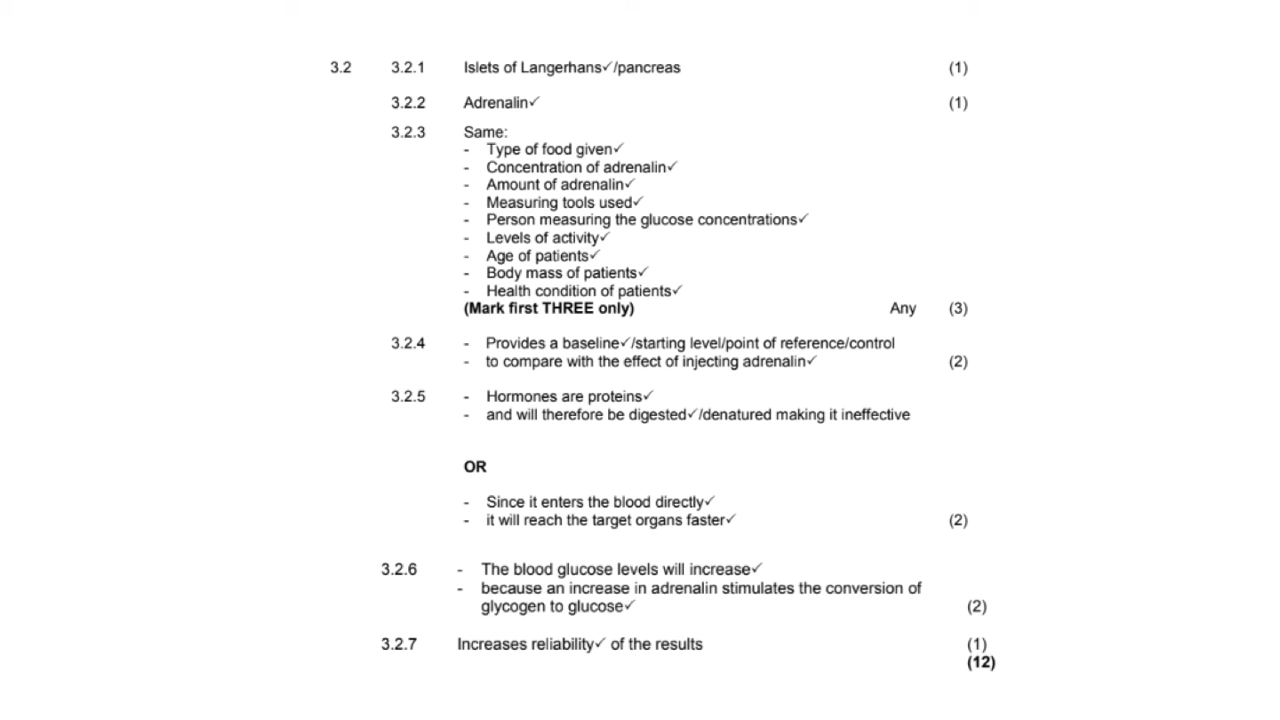 3.2 3.2.1 Islets of Langerhans✓/pancreas (1)
3.2.2 Adrenalin✓ (1)
3.2.3 Same:
- Type of food given✓
- Concentration of adrenalin✓
- Amount of adrenalin✓
- Measuring tools used✓
- Person measuring the glucose concentrations✓
- Levels of activity✓
- Age of patients✓
- Body mass of patients✓
- Health condition of patients✓
(Mark first THREE only) Any (3)
3.2.4 - Provides a baseline✓/starting level/point of reference/control
- to compare with the effect of injecting adrenalin✓ (2)
3.2.5 - Hormones are proteins✓
- and will therefore be digested✓/denatured making it ineffective
OR
- Since it enters the blood directly✓
- it will reach the target organs faster✓ (2)
3.2.6 - The blood glucose levels will increase✓
- because an increase in adrenalin stimulates the conversion of
glycogen to glucose✓ (2)
3.2.7 Increases reliability✓ of the results (1)
(12)